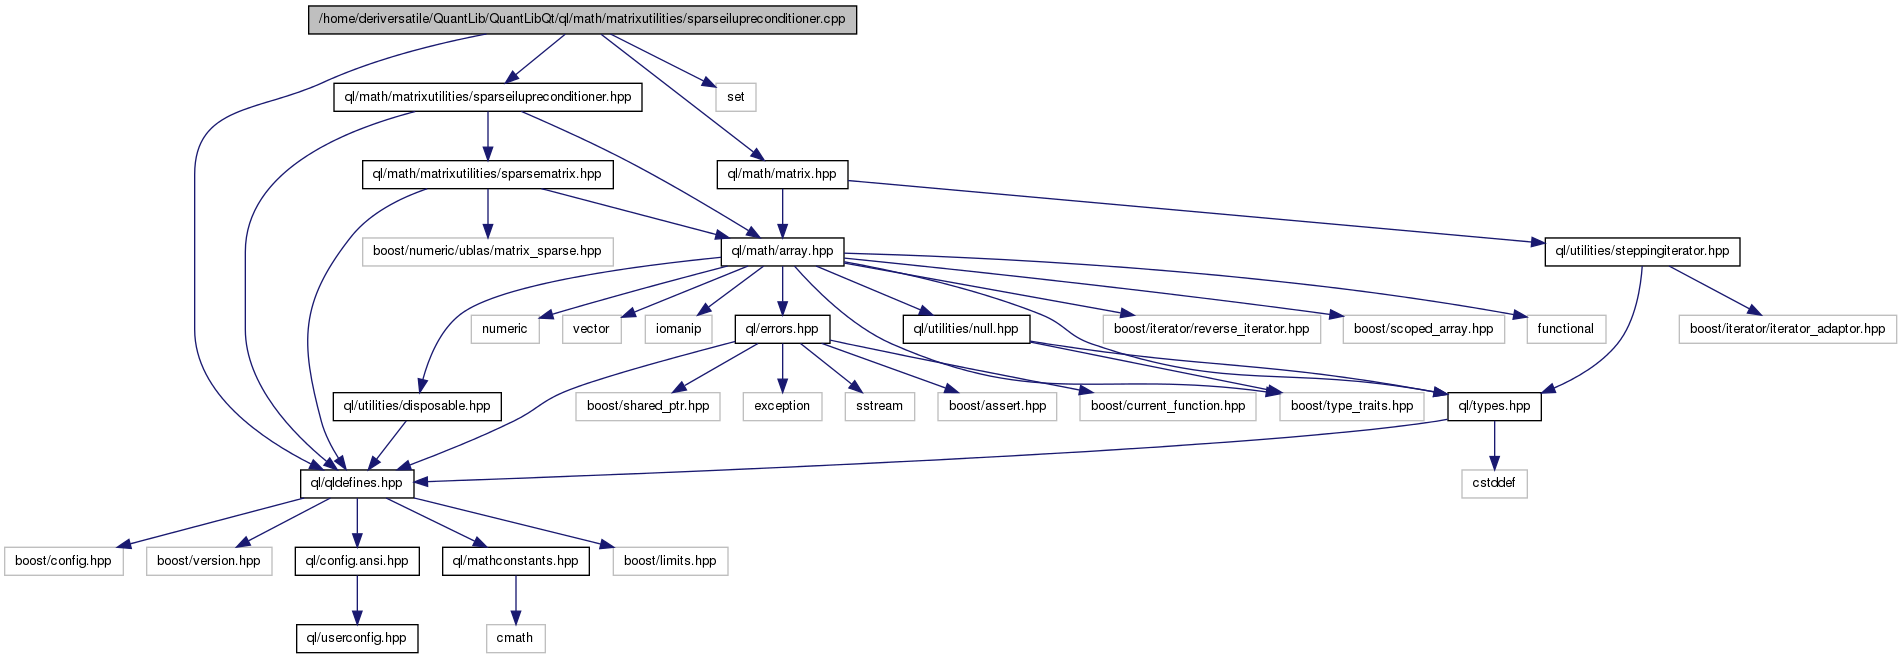 /home/deriversatile/QuantLib/QuantLibQt/ql/math/matrixutilities/sparseilupreconditioner.cpp
ql/math/matrixutilities/sparseilupreconditioner.hpp
set
ql/math/matrixutilities/sparsematrix.hpp
ql/math/matrix.hpp
boost/numeric/ublas/matrix_sparse.hpp
ql/math/array.hpp
ql/utilities/steppingiterator.hpp
numeric
vector
iomanip
ql/errors.hpp
ql/utilities/null.hpp
boost/iterator/reverse_iterator.hpp
boost/scoped_array.hpp
functional
boost/iterator/iterator_adaptor.hpp
ql/utilities/disposable.hpp
boost/shared_ptr.hpp
exception
sstream
boost/assert.hpp
boost/current_function.hpp
boost/type_traits.hpp
ql/types.hpp
ql/qldefines.hpp
cstddef
boost/config.hpp
boost/version.hpp
ql/config.ansi.hpp
ql/mathconstants.hpp
boost/limits.hpp
ql/userconfig.hpp
cmath